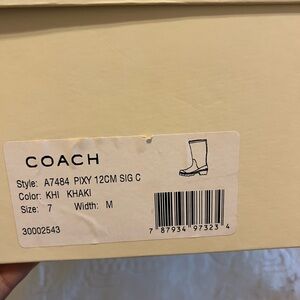 COACH
Style: A7484 PIXY 12CM SIG C
Color: KHI KHAKI
Size: 7 Width: M
30002543
7 87934 97323 4